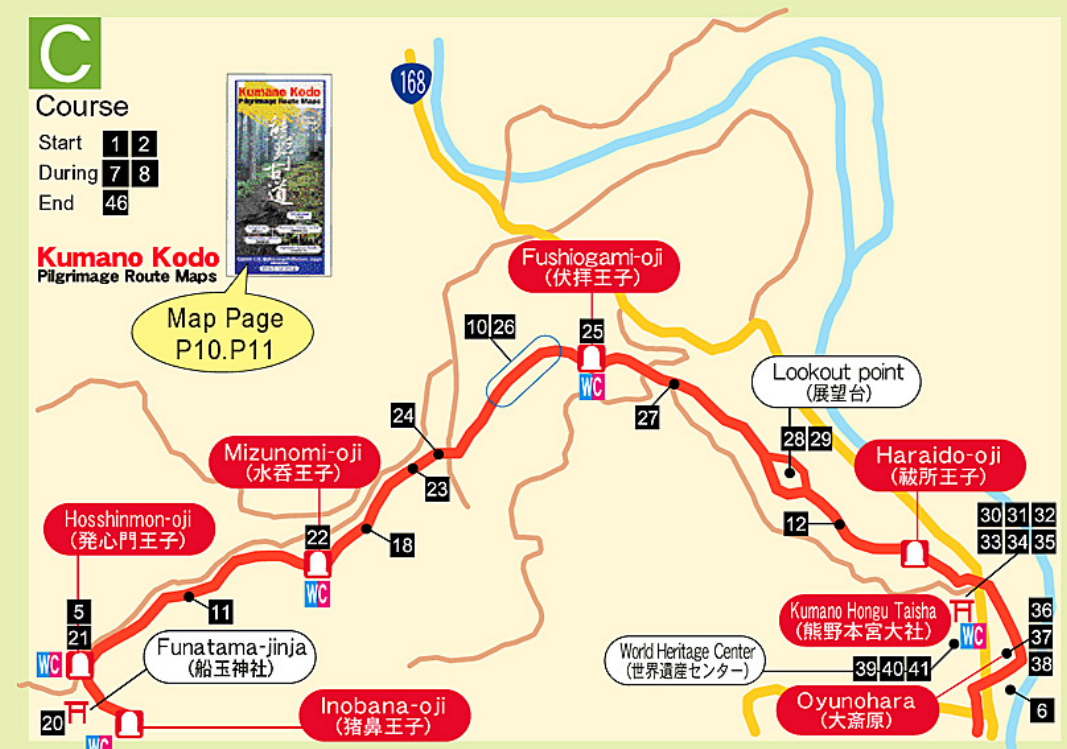 C
Course
Start 1 2
During 7 8
End 46
Kumano Kodo
Pilgrimage Route Maps
Kumano Kodo
Pilgrimage Route Maps
熊野古道
Map Page
P10.P11
168
Fushiogami-oji
(伏拝王子)
10 26
25
WC
Lookout point
(展望台)
27
28 29
24
Mizunomi-oji
(水呑王子)
23
Haraido-oji
(祓所王子)
Hosshinmon-oji
(発心門王子)
22
18
12
30 31 32
33 34 35
WC
5
21
WC
11
Kumano Hongu Taisha
(熊野本宮大社)
WC
36
37
38
Funatama-jinja
(船玉神社)
World Heritage Center
(世界遺産センター)
39 40 41
20
Inobana-oji
(猪鼻王子)
WC
Oyunohara
(大斎原)
6